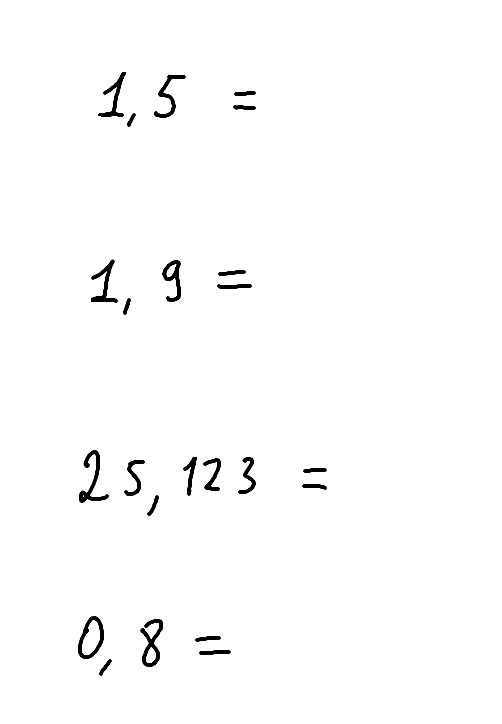 1,5 =
1,9 =
25,123 =
0,8 =